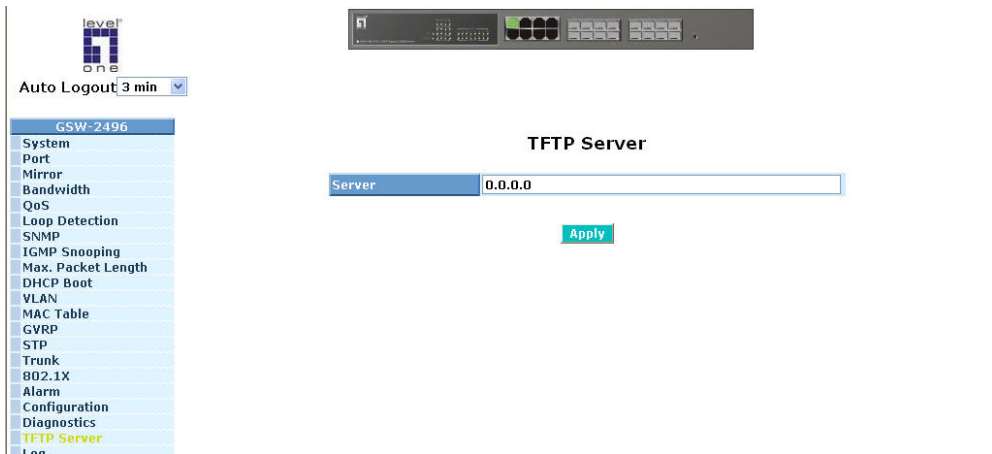 level
one
Auto Logout 3 min
GSW-2496
System
Port
Mirror
Bandwidth
QoS
Loop Detection
SNMP
IGMP Snooping
Max. Packet Length
DHCP Boot
VLAN
MAC Table
GVRP
STP
Trunk
802.1X
Alarm
Configuration
Diagnostics
TFTP Server
Log
TFTP Server
Server 0.0.0.0
Apply